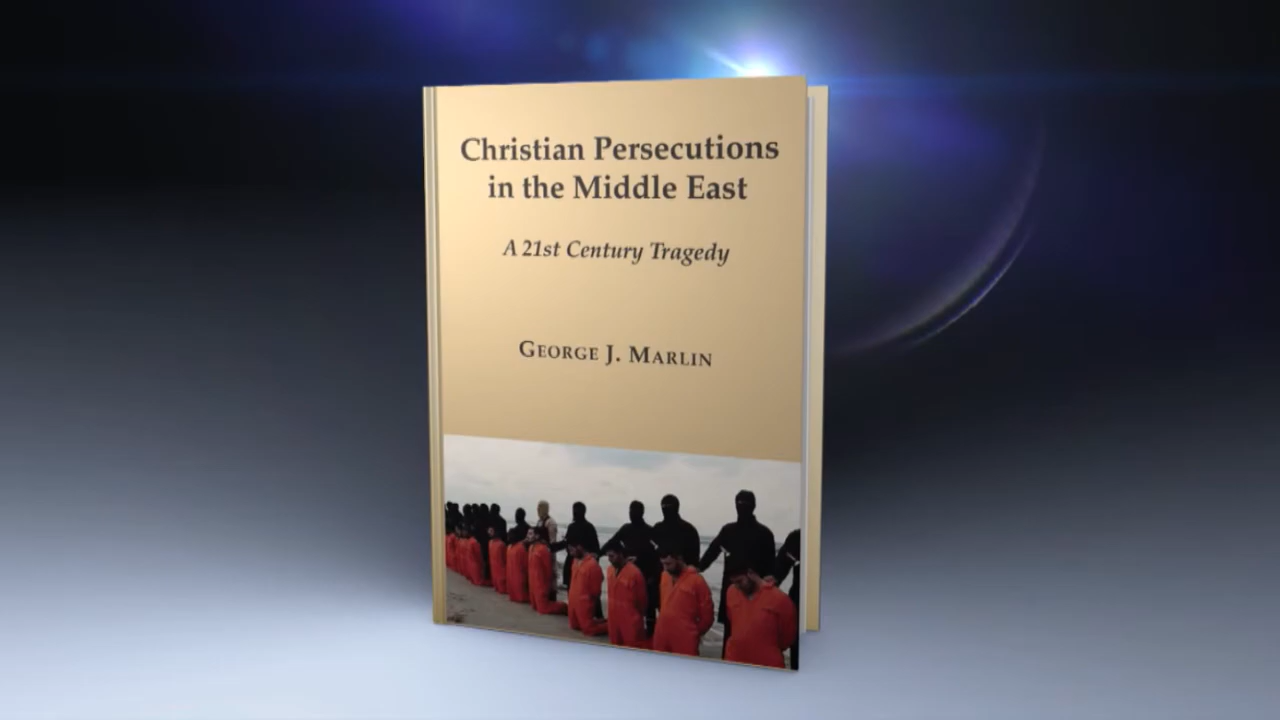 Christian Persecutions
in the Middle East
A 21st Century Tragedy
George J. Marlin